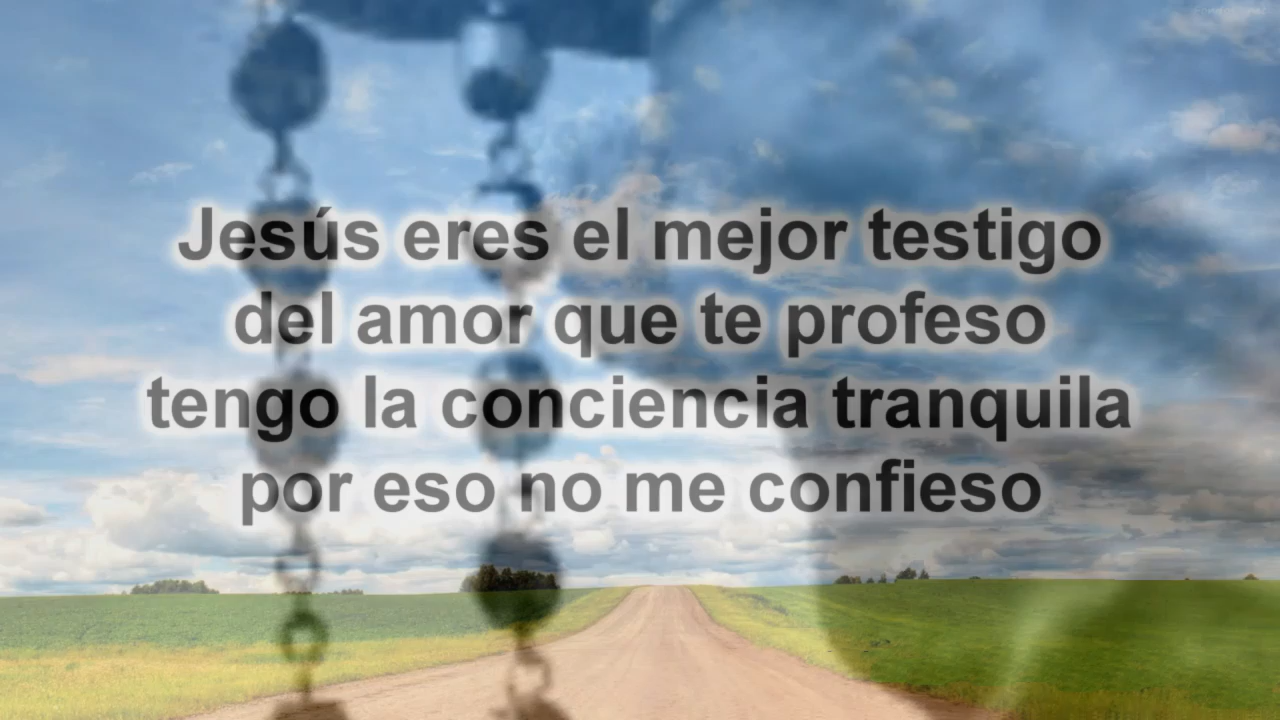 Jesús eres el mejor testigo
del amor que te profeso
tengo la conciencia tranquila
por eso no me confieso